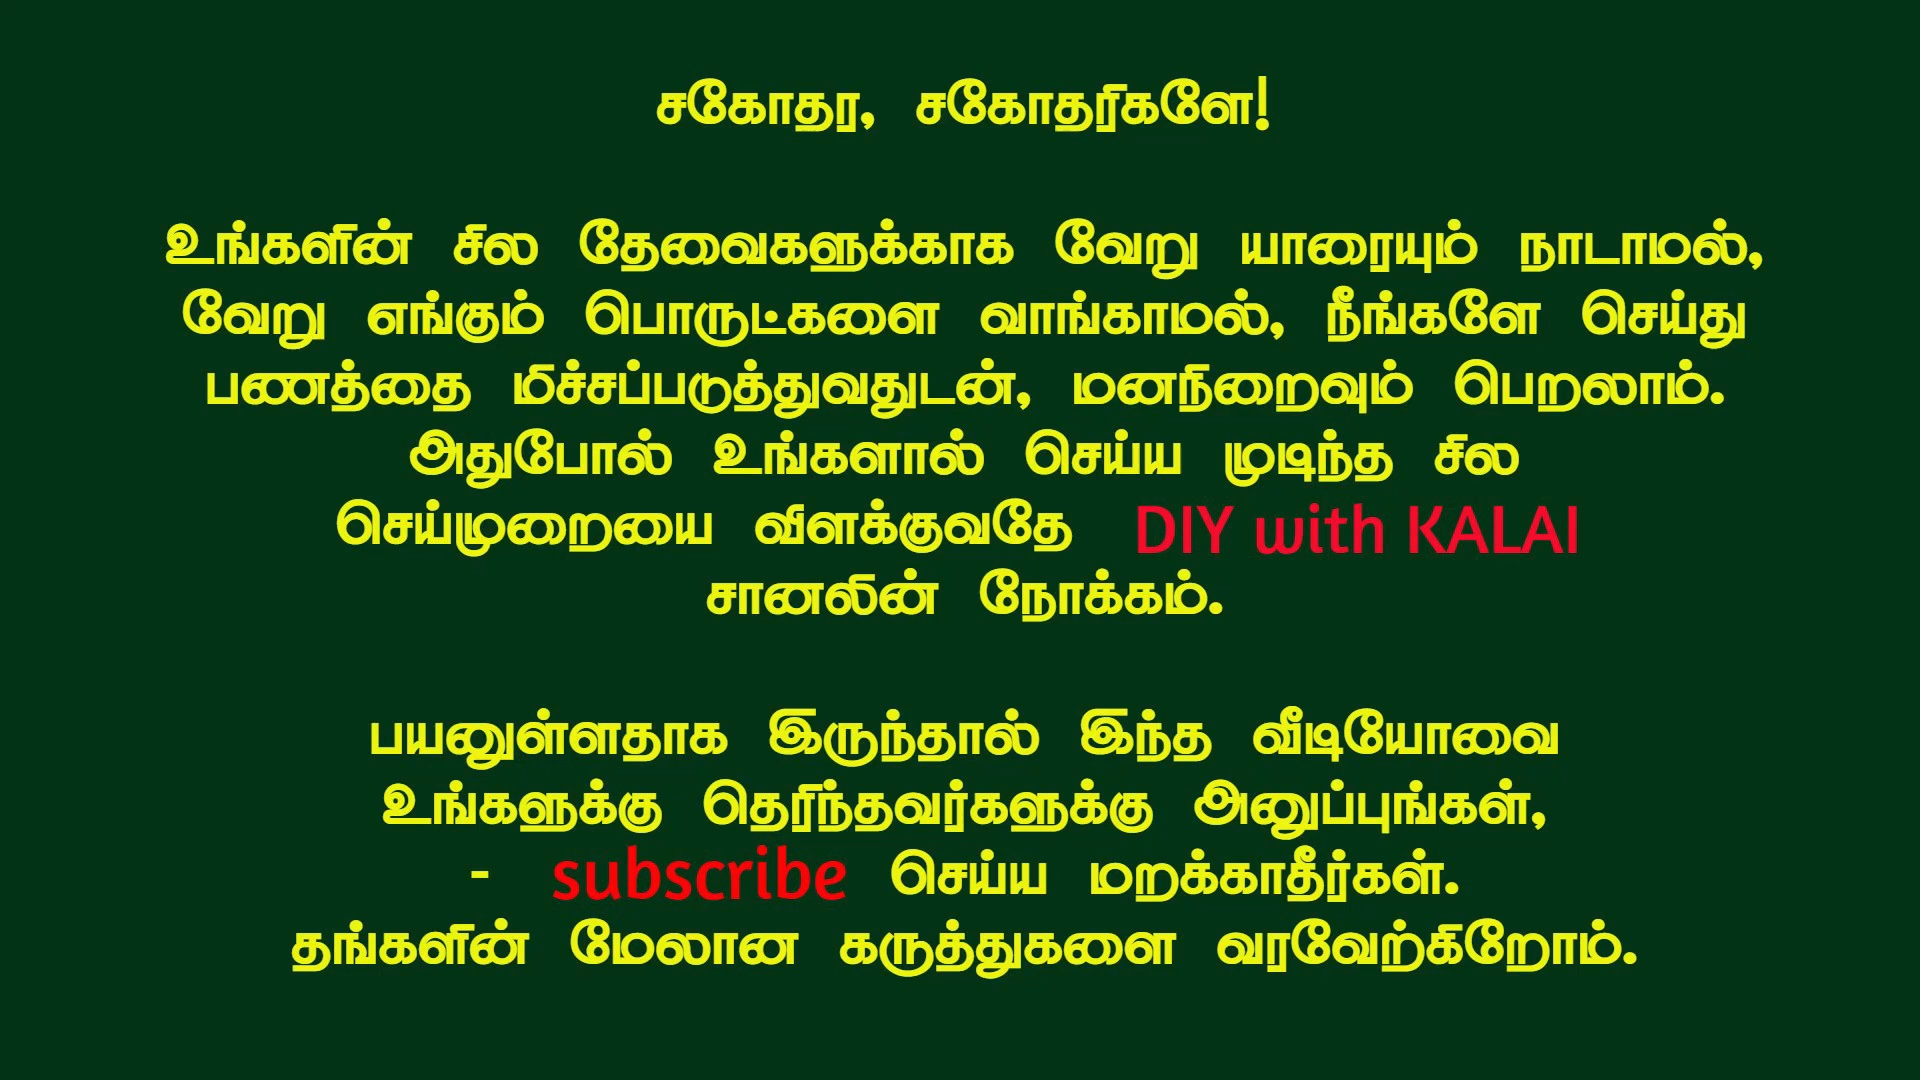 சகோதர, சகோதரிகளே!
உங்களின் சில தேவைகளுக்காக வேறு யாரையும் நாடாமல்,
வேறு எங்கும் பொருட்களை வாங்காமல், நீங்களே செய்து
பணத்தை மிச்சப்படுத்துவதுடன், மனநிறைவும் பெறலாம்.
அதுபோல் உங்களால் செய்ய முடிந்த சில
செய்முறையை விளக்குவதே DIY with KALAI
சானலின் நோக்கம்.
பயனுள்ளதாக இருந்தால் இந்த வீடியோவை
உங்களுக்கு தெரிந்தவர்களுக்கு அனுப்புங்கள்,
- subscribe செய்ய மறக்காதீர்கள்.
தங்களின் மேலான கருத்துகளை வரவேற்கிறோம்.